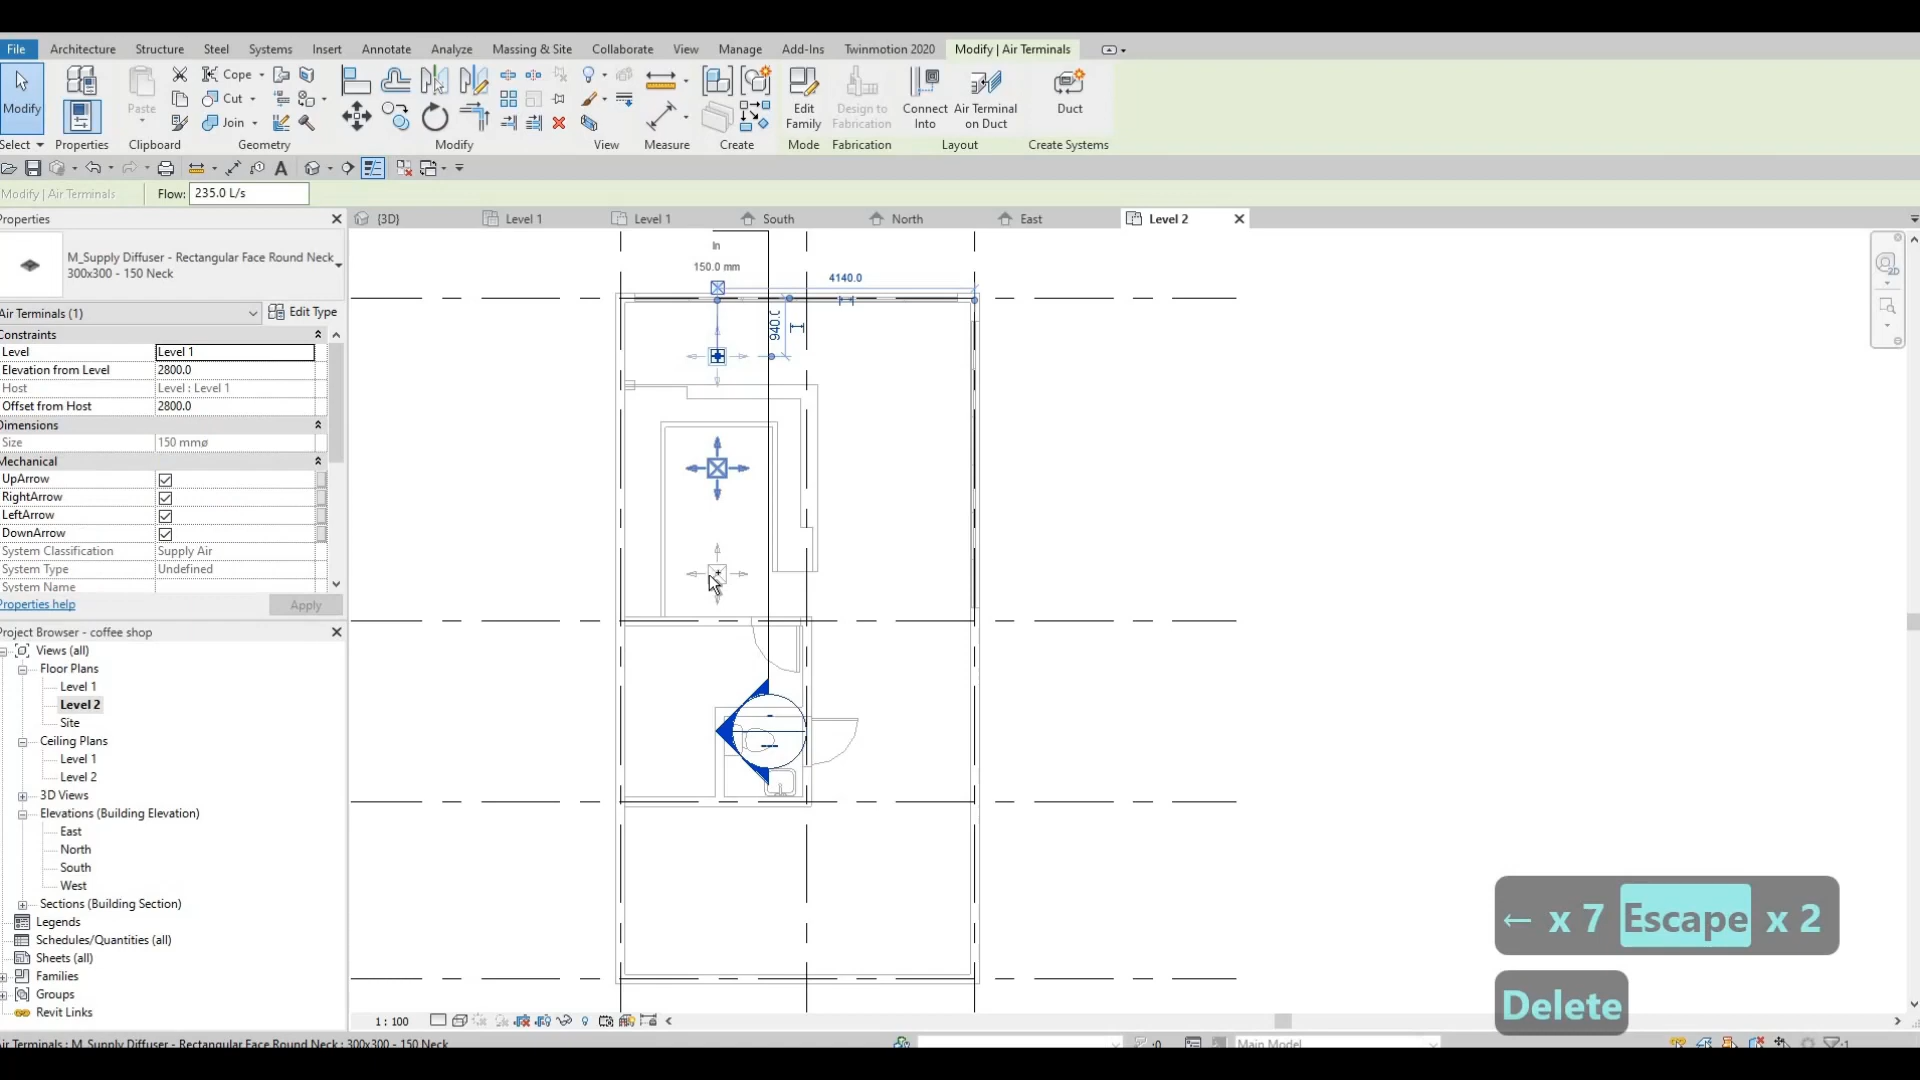 File Architecture Structure Steel Systems Insert Annotate Analyze Massing & Site Collaborate View Manage Add-Ins Twinmotion 2020 Modify | Air Terminals
Modify Paste Cope Cut Join Edit Family Design to Fabrication Connect Into Air Terminal on Duct Duct
Select Properties Clipboard Geometry Modify View Measure Create Mode Fabrication Layout Create Systems
Modify | Air Terminals Flow: 235.0 L/s
Properties
{3D} Level 1 Level 1 South North East Level 2
M_Supply Diffuser - Rectangular Face Round Neck
300x300 - 150 Neck
Air Terminals (1) Edit Type
Constraints
Level Level 1
Elevation from Level 2800.0
Host Level : Level 1
Offset from Host 2800.0
Dimensions
Size 150 mmø
Mechanical
UpArrow
RightArrow
LeftArrow
DownArrow
System Classification Supply Air
System Type Undefined
System Name
Properties help Apply
Project Browser - coffee shop
Views (all)
Floor Plans
Level 1
Level 2
Site
Ceiling Plans
Level 1
Level 2
3D Views
Elevations (Building Elevation)
East
North
South
West
Sections (Building Section)
Legends
Schedules/Quantities (all)
Sheets (all)
Families
Groups
Revit Links
In
150.0 mm
4140.0
940.0
← x 7 Escape x 2
Delete
1 : 100
Air Terminals : M_Supply Diffuser - Rectangular Face Round Neck : 300x300 - 150 Neck
:0 Main Model :1